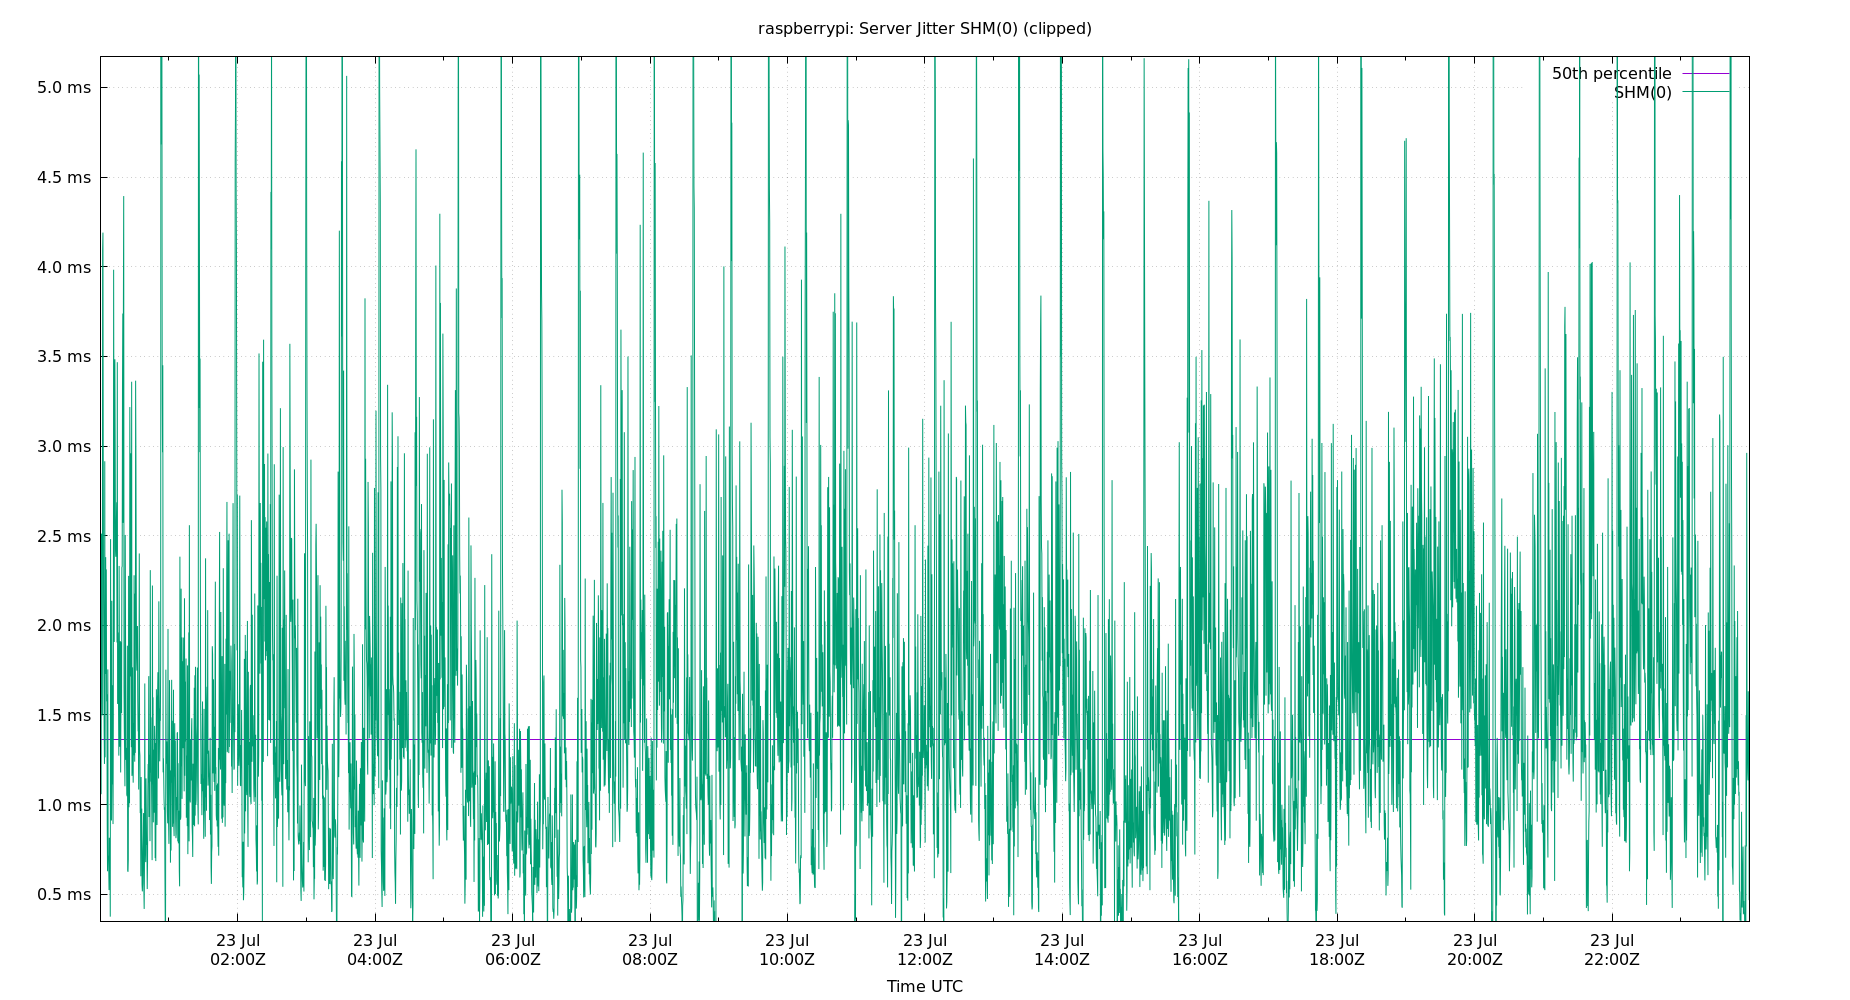 raspberrypi: Server Jitter SHM(0) (clipped)
50th percentile
SHM(0)
5.0 ms
4.5 ms
4.0 ms
3.5 ms
3.0 ms
2.5 ms
2.0 ms
1.5 ms
1.0 ms
0.5 ms
23 Jul 23 Jul 23 Jul 23 Jul 23 Jul 23 Jul 23 Jul 23 Jul 23 Jul 23 Jul 23 Jul
02:00Z 04:00Z 06:00Z 08:00Z 10:00Z 12:00Z 14:00Z 16:00Z 18:00Z 20:00Z 22:00Z
Time UTC